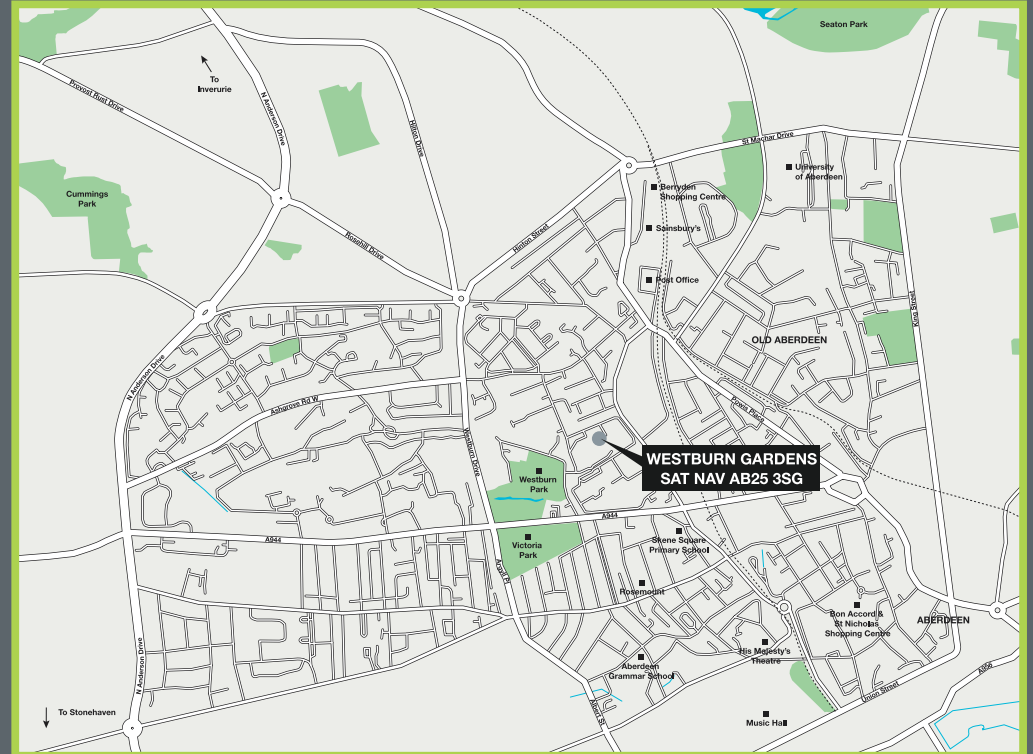 Seaton Park
To
Inverurie
Provost Rust Drive
N Anderson Drive
Hilton Drive
St Machar Drive
University
of Aberdeen
Berryden
Shopping Centre
Cummings
Park
Sainsbury's
Hinton Street
Rosehill Drive
Post Office
King Street
OLD ABERDEEN
N Anderson Drive
Ashgrove Rd W
Powis Place
Westburn Drive
WESTBURN GARDENS
SAT NAV AB25 3SG
Westburn
Park
A944
A944
Skene Square
Primary School
Victoria
Park
Argyll Pl
Rosemount
Bon Accord &
St Nicholas
Shopping Centre
ABERDEEN
N Anderson Drive
His Majesty's
Theatre
Aberdeen
Grammar School
A956
Union Street
Albert St
To Stonehaven
Music Hall